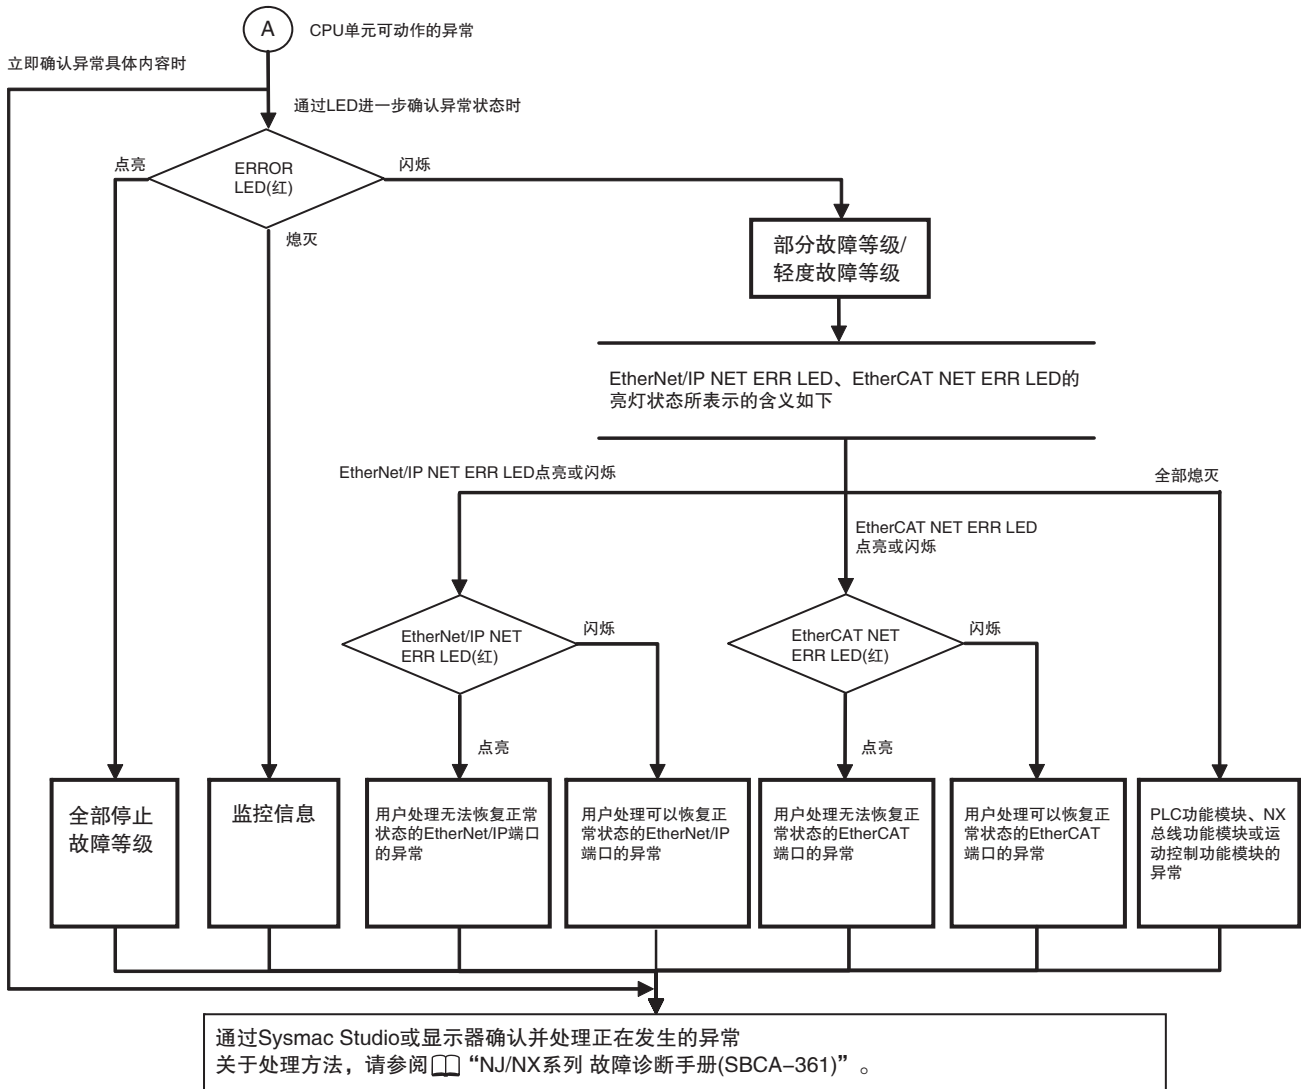 A
CPU单元可动作的异常
立即确认异常具体内容时
通过LED进一步确认异常状态时
点亮
ERROR
LED(红)
闪烁
熄灭
部分故障等级/
轻度故障等级
EtherNet/IP NET ERR LED、EtherCAT NET ERR LED的
亮灯状态所表示的含义如下
EtherNet/IP NET ERR LED点亮或闪烁
全部熄灭
EtherCAT NET ERR LED
点亮或闪烁
EtherNet/IP NET
ERR LED(红)
闪烁
EtherCAT NET
ERR LED(红)
闪烁
点亮
点亮
全部停止
故障等级
监控信息
用户处理无法恢复正常
状态的EtherNet/IP端口
的异常
用户处理可以恢复正
常状态的EtherNet/IP
端口的异常
用户处理无法恢复正
常状态的EtherCAT
端口的异常
用户处理可以恢复正
常状态的EtherCAT
端口的异常
PLC功能模块、NX
总线功能模块或运
动控制功能模块的
异常
通过Sysmac Studio或显示器确认并处理正在发生的异常
关于处理方法，请参阅“NJ/NX系列 故障诊断手册(SBCA–361)”。